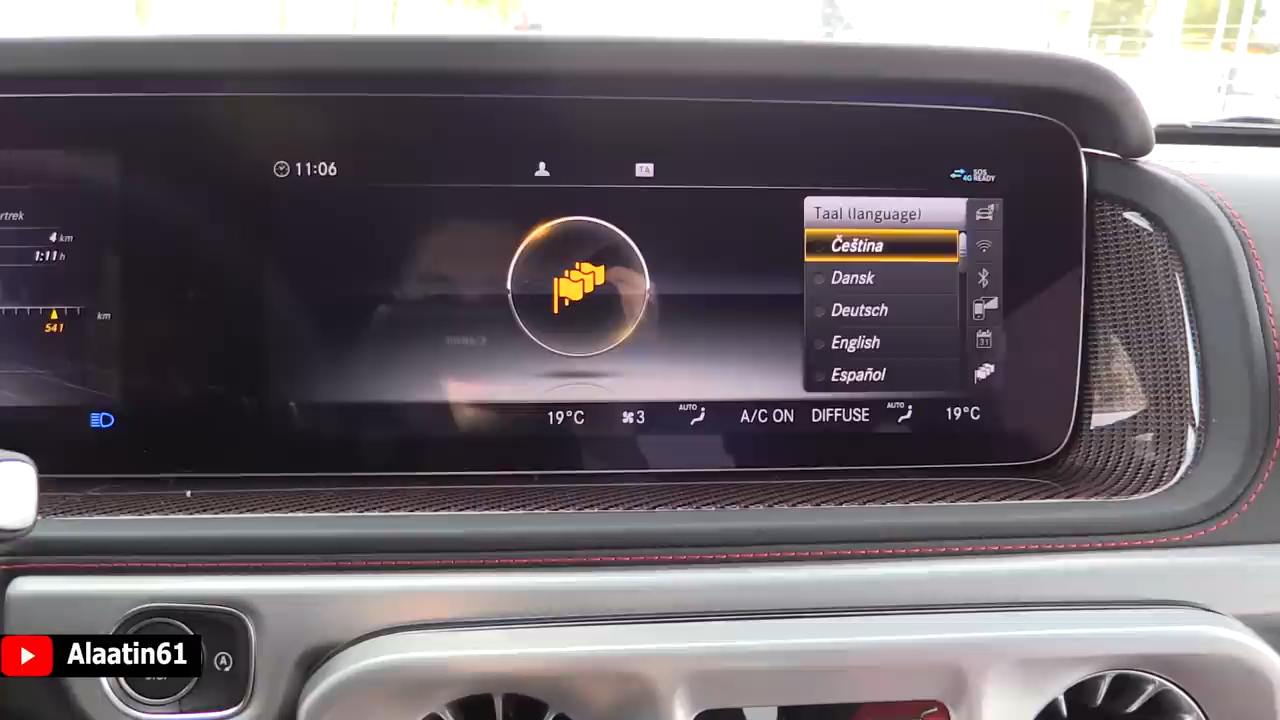 11:06
TA
4G SOS
READY
rtrek
4 km
1:11 h
km
541
Taal (language)
Čeština
Dansk
Deutsch
English
Español
31
19°C
3
AUTO
A/C ON
DIFFUSE
AUTO
19°C
A
Alaatin61